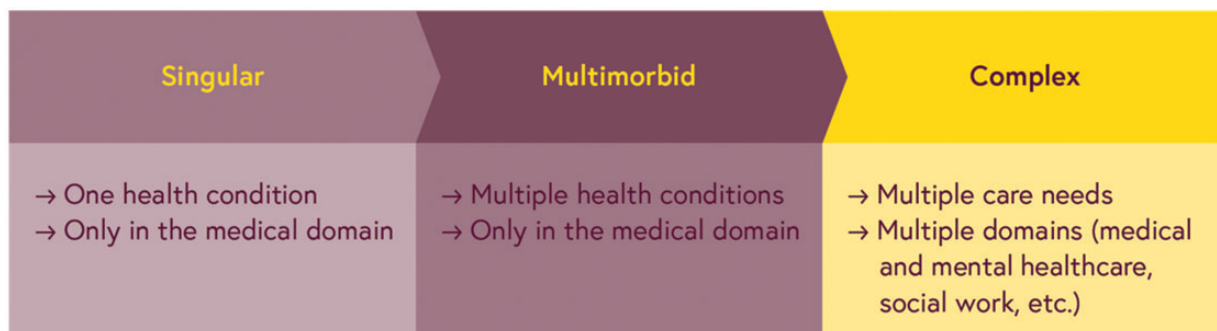 Singular
Multimorbid
Complex
→ One health condition
→ Only in the medical domain
→ Multiple health conditions
→ Only in the medical domain
→ Multiple care needs
→ Multiple domains (medical
and mental healthcare,
social work, etc.)